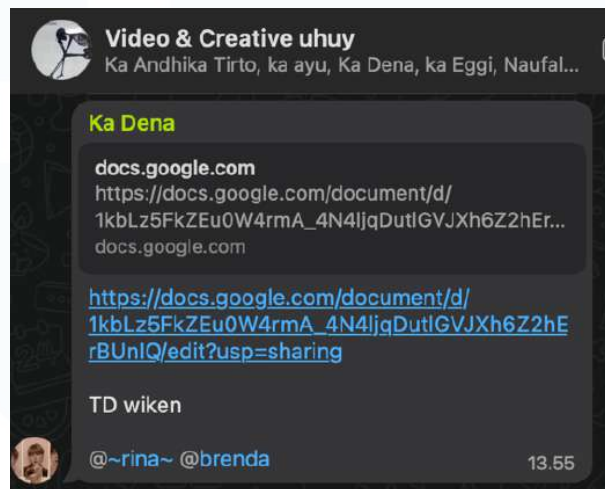 Video & Creative uhuy
Ka Andhika Tirto, ka ayu, Ka Dena, ka Eggi, Naufal...
Ka Dena
docs.google.com
https://docs.google.com/document/d/
1kbLz5FkZEu0W4rmA_4N4ljqDutlGVJXh6Z2hEr...
docs.google.com
https://docs.google.com/document/d/
1kbLz5FkZEu0W4rmA_4N4ljqDutlGVJXh6Z2hE
rBUnlQ/edit?usp=sharing
TD wiken
@~rina~ @brenda
13.55